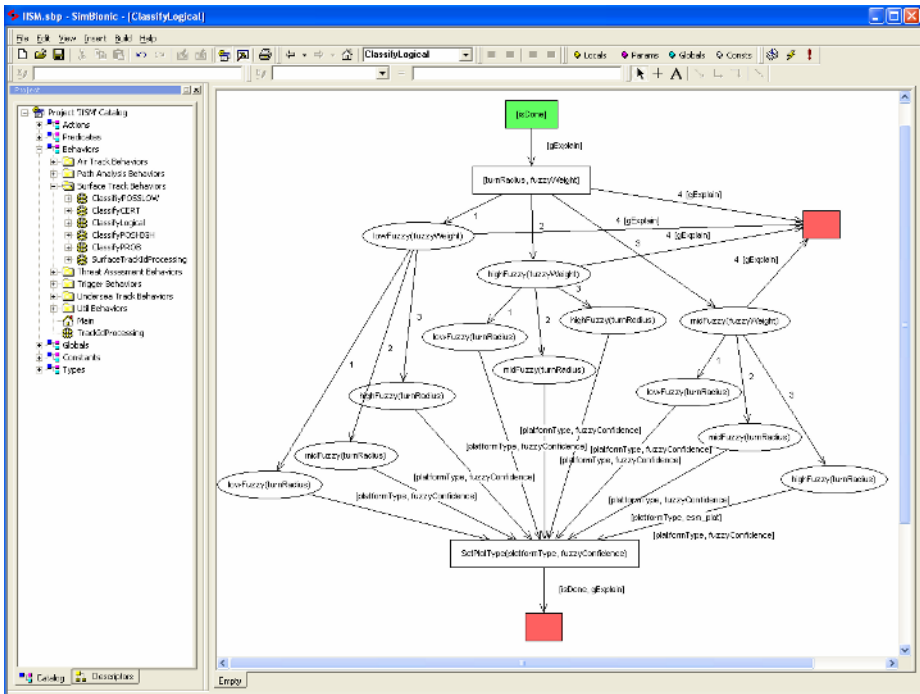 IISM.sbp - SimBionic - [ClassifyLogical]
File Edit View Insert Build Help
ClassifyLogical
Locals Params Globals Consts
Project
Project 'IISM' Catalog
Actions
Predicates
Behaviors
Air Track Behaviors
Path Analysis Behaviors
Surface Track Behaviors
ClassifiyPOSSLOW
ClassifyCERT
ClassifyLogical
ClassifyPOSHIGH
ClassifyPROB
SurfaceTrackIdProcessing
Threat Assesment Behaviors
Trigger Behaviors
Undersea Track Behaviors
Util Behaviors
Main
TrackIdProcessing
Globals
Constants
Types
Catalog Descriptors
[isDone]
[gExplain]
[turnRadius, fuzzyWeight]
4 [gExplain]
1
2
3
4 [gExplain]
4 [gExplain]
4 [gExplain]
lowFuzzy(fuzzyWeight)
highFuzzy(fuzzyWeight)
midFuzzy(fuzzyWeight)
1
2
3
highFuzzy(turnRadius)
lowFuzzy(turnRadius)
midFuzzy(turnRadius)
1
2
3
1
2
3
highFuzzy(turnRadius)
lowFuzzy(turnRadius)
midFuzzy(turnRadius)
midFuzzy(turnRadius)
lowFuzzy(turnRadius)
highFuzzy(turnRadius)
[platformType, fuzzyConfidence]
[platformType, fuzzyConfidence]
[platformType, fuzzyConfidence]
[platformType, fuzzyConfidence]
[platformType, fuzzyConfidence]
[platformType, fuzzyConfidence]
[platformType, fuzzyConfidence]
[platformType, esm_plat]
[platformType, fuzzyConfidence]
SetPlatType(platformType, fuzzyConfidence)
[isDone, gExplain]
Empty